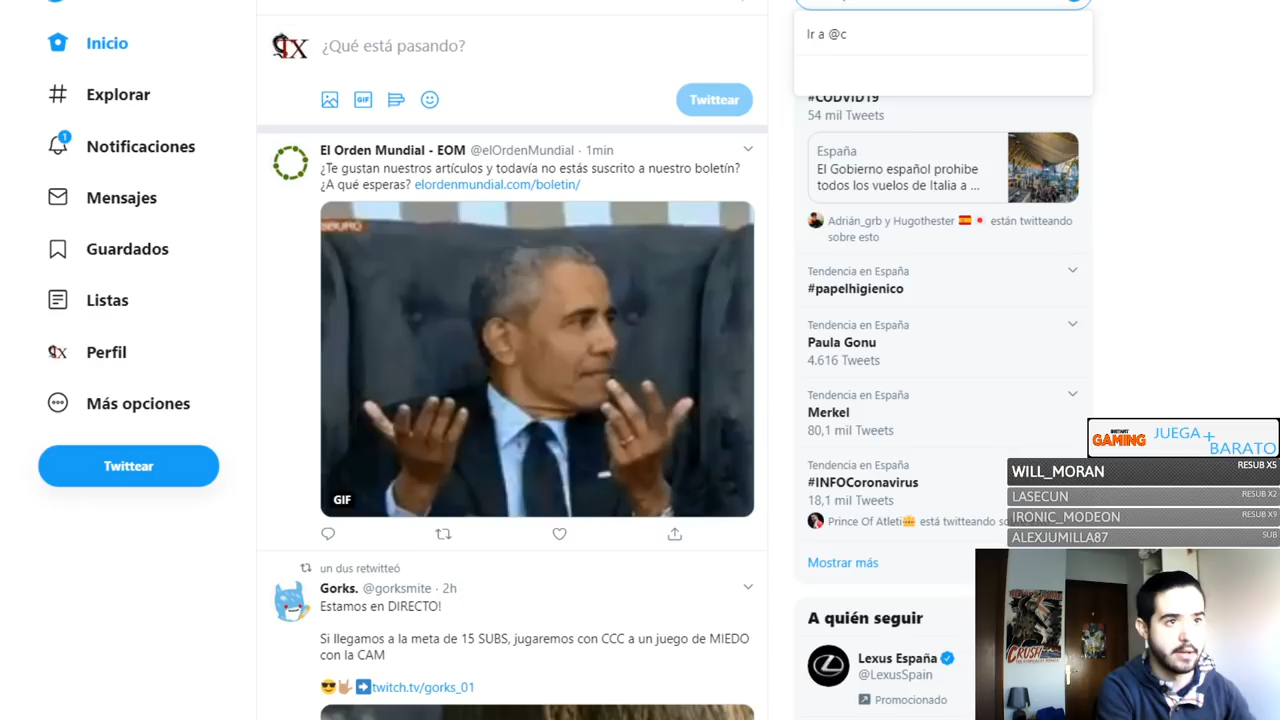 Inicio
Explorar
1
Notificaciones
Mensajes
Guardados
Listas
Perfil
Más opciones
Twittear
¿Qué está pasando?
GIF
Twittear
El Orden Mundial - EOM @elOrdenMundial · 1min
¿Te gustan nuestros artículos y todavía no estás suscrito a nuestro boletín?
¿A qué esperas? elordenmundial.com/boletin/
GIF
un dus retwitteó
Gorks. @gorksmite · 2h
Estamos en DIRECTO!
Si llegamos a la meta de 15 SUBS, jugaremos con CCC a un juego de MIEDO
con la CAM
twitch.tv/gorks_01
Ir a @c
#CODVID19
54 mil Tweets
España
El Gobierno español prohibe
todos los vuelos de Italia a ...
Adrián_grb y Hugothester están twitteando
sobre esto
Tendencia en España
#papelhigienico
Tendencia en España
Paula Gonu
4.616 Tweets
Tendencia en España
Merkel
80,1 mil Tweets
Tendencia en España
#INFOCoronavirus
18,1 mil Tweets
Prince Of Atleti está twitteando
Mostrar más
A quién seguir
Lexus España
@LexusSpain
Promocionado
INSTANT
GAMING
JUEGA+
BARATO
WILL_MORAN RESUB X5
LASECUN RESUB X2
IRONIC_MODEON RESUB X9
ALEXJUMILLA87 SUB
CRUSH